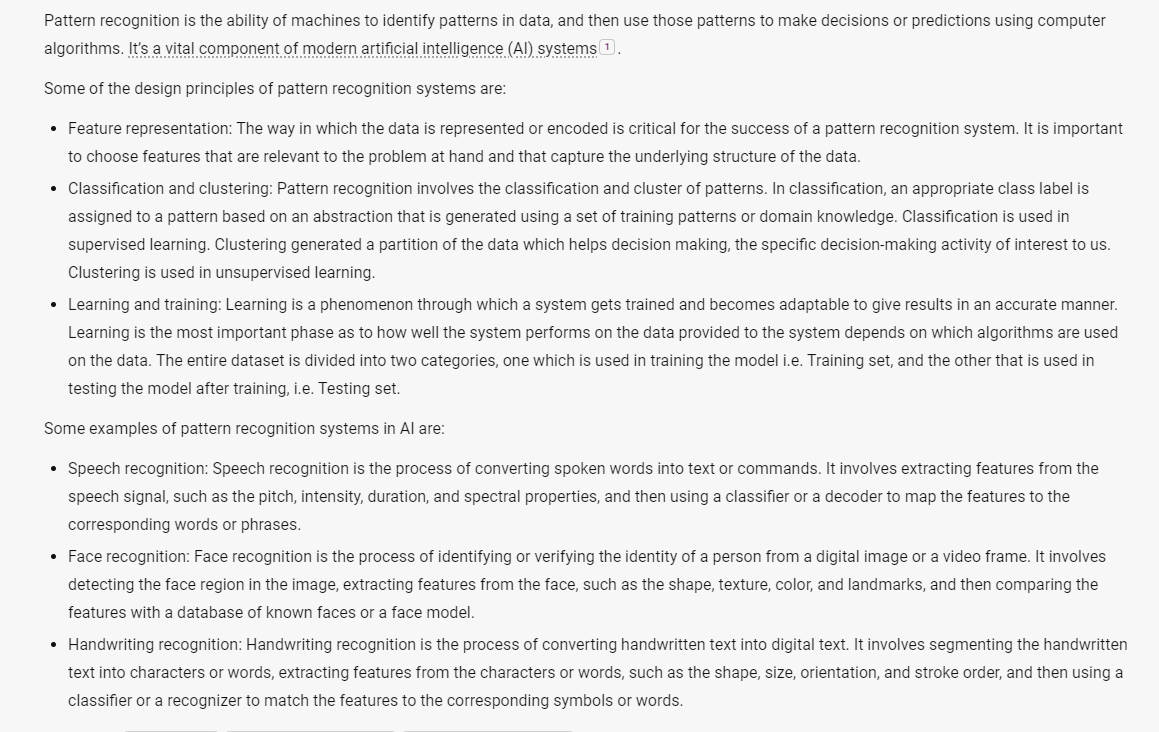 Pattern recognition is the ability of machines to identify patterns in data, and then use those patterns to make decisions or predictions using computer
algorithms. It's a vital component of modern artificial intelligence (AI) systems 1 .
Some of the design principles of pattern recognition systems are:
• Feature representation: The way in which the data is represented or encoded is critical for the success of a pattern recognition system. It is important
to choose features that are relevant to the problem at hand and that capture the underlying structure of the data.
• Classification and clustering: Pattern recognition involves the classification and cluster of patterns. In classification, an appropriate class label is
assigned to a pattern based on an abstraction that is generated using a set of training patterns or domain knowledge. Classification is used in
supervised learning. Clustering generated a partition of the data which helps decision making, the specific decision-making activity of interest to us.
Clustering is used in unsupervised learning.
• Learning and training: Learning is a phenomenon through which a system gets trained and becomes adaptable to give results in an accurate manner.
Learning is the most important phase as to how well the system performs on the data provided to the system depends on which algorithms are used
on the data. The entire dataset is divided into two categories, one which is used in training the model i.e. Training set, and the other that is used in
testing the model after training, i.e. Testing set.
Some examples of pattern recognition systems in AI are:
• Speech recognition: Speech recognition is the process of converting spoken words into text or commands. It involves extracting features from the
speech signal, such as the pitch, intensity, duration, and spectral properties, and then using a classifier or a decoder to map the features to the
corresponding words or phrases.
• Face recognition: Face recognition is the process of identifying or verifying the identity of a person from a digital image or a video frame. It involves
detecting the face region in the image, extracting features from the face, such as the shape, texture, color, and landmarks, and then comparing the
features with a database of known faces or a face model.
• Handwriting recognition: Handwriting recognition is the process of converting handwritten text into digital text. It involves segmenting the handwritten
text into characters or words, extracting features from the characters or words, such as the shape, size, orientation, and stroke order, and then using a
classifier or a recognizer to match the features to the corresponding symbols or words.